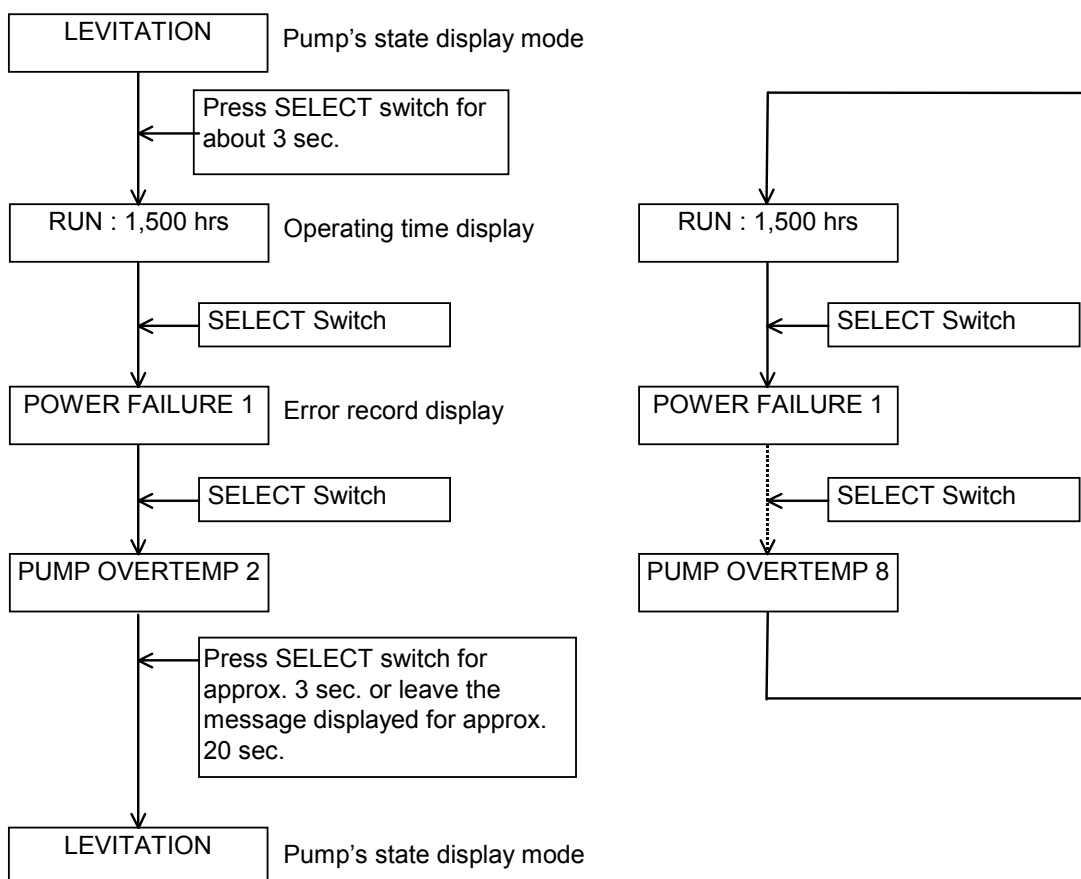 LEVITATION
Pump’s state display mode
Press SELECT switch for
about 3 sec.
RUN : 1,500 hrs
Operating time display
SELECT Switch
POWER FAILURE 1
Error record display
SELECT Switch
PUMP OVERTEMP 2
Press SELECT switch for
approx. 3 sec. or leave the
message displayed for approx.
20 sec.
LEVITATION
Pump’s state display mode
RUN : 1,500 hrs
SELECT Switch
POWER FAILURE 1
SELECT Switch
PUMP OVERTEMP 8